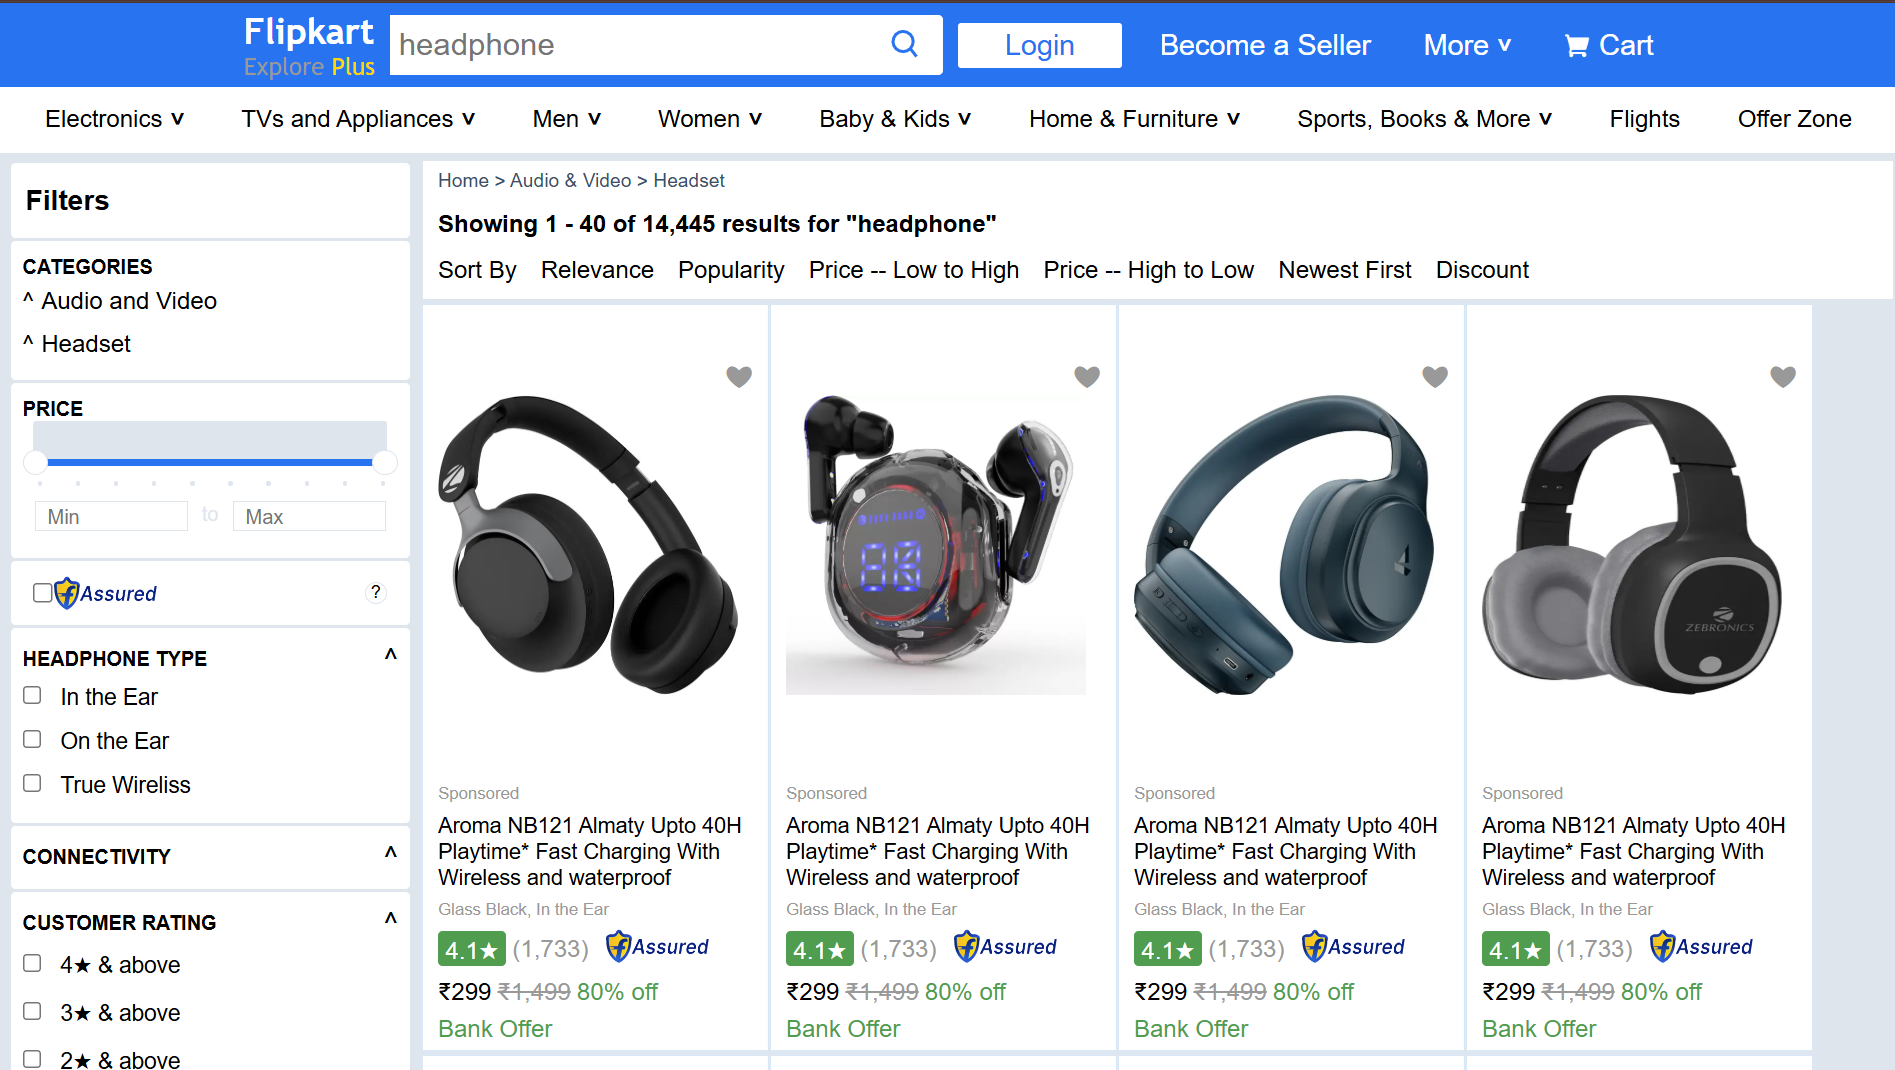 Flipkart
Explore Plus
headphone
Login
Become a Seller
More
Cart
Electronics
TVs and Appliances
Men
Women
Baby & Kids
Home & Furniture
Sports, Books & More
Flights
Offer Zone
Filters
CATEGORIES
^ Audio and Video
^ Headset
PRICE
Min to Max
Assured ?
HEADPHONE TYPE ^
In the Ear
On the Ear
True Wireliss
CONNECTIVITY ^
CUSTOMER RATING ^
4★ & above
3★ & above
2★ & above
Home > Audio & Video > Headset
Showing 1 - 40 of 14,445 results for "headphone"
Sort By Relevance Popularity Price -- Low to High Price -- High to Low Newest First Discount
Sponsored
Aroma NB121 Almaty Upto 40H
Playtime* Fast Charging With
Wireless and waterproof
Glass Black, In the Ear
4.1★ (1,733) Assured
₹299 ₹1,499 80% off
Bank Offer
88
Sponsored
Aroma NB121 Almaty Upto 40H
Playtime* Fast Charging With
Wireless and waterproof
Glass Black, In the Ear
4.1★ (1,733) Assured
₹299 ₹1,499 80% off
Bank Offer
Sponsored
Aroma NB121 Almaty Upto 40H
Playtime* Fast Charging With
Wireless and waterproof
Glass Black, In the Ear
4.1★ (1,733) Assured
₹299 ₹1,499 80% off
Bank Offer
ZEBRONICS
Sponsored
Aroma NB121 Almaty Upto 40H
Playtime* Fast Charging With
Wireless and waterproof
Glass Black, In the Ear
4.1★ (1,733) Assured
₹299 ₹1,499 80% off
Bank Offer